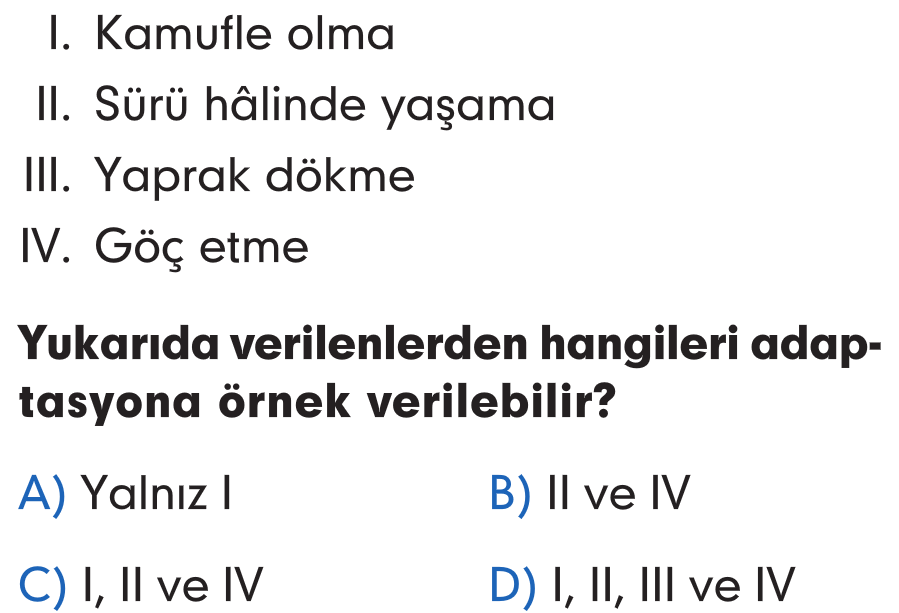 I. Kamufle olma
II. Sürü hâlinde yaşama
III. Yaprak dökme
IV. Göç etme
Yukarıda verilenlerden hangileri adap-
tasyona örnek verilebilir?
A) Yalnız I B) II ve IV
C) I, II ve IV D) I, II, III ve IV